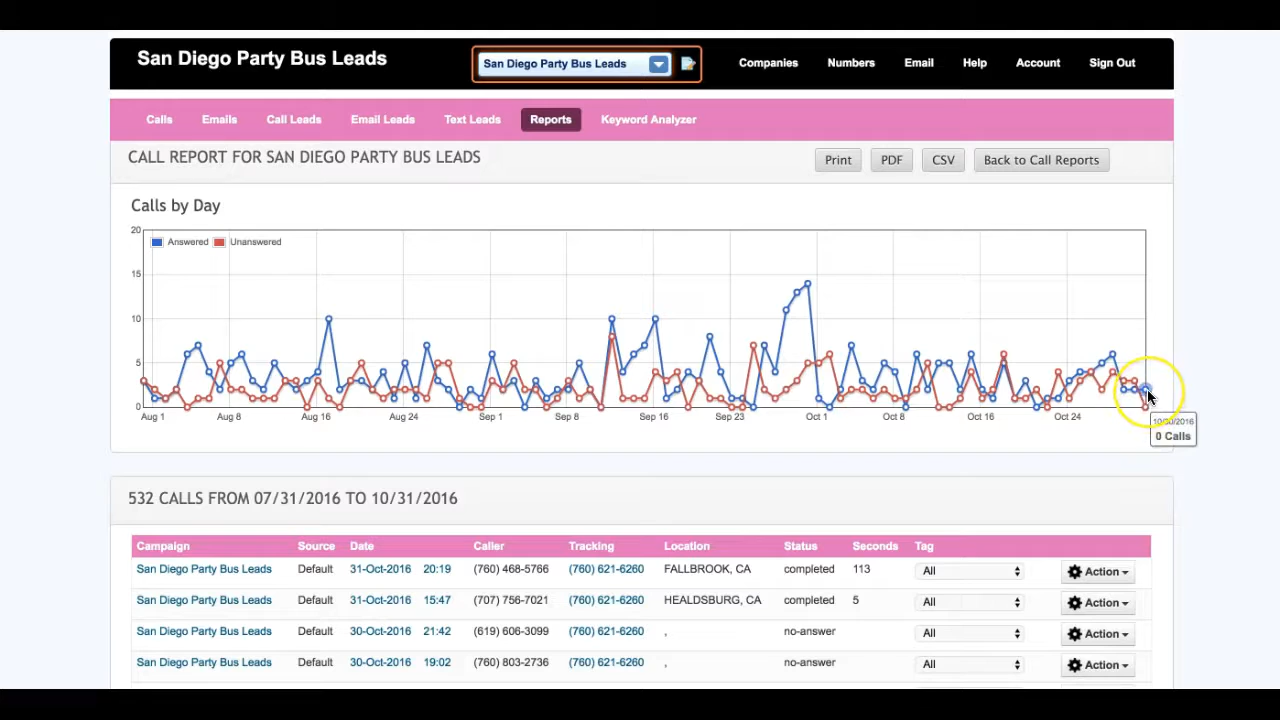 San Diego Party Bus Leads
San Diego Party Bus Leads
Companies Numbers Email Help Account Sign Out
Calls Emails Call Leads Email Leads Text Leads Reports Keyword Analyzer
CALL REPORT FOR SAN DIEGO PARTY BUS LEADS
Print PDF CSV Back to Call Reports
Calls by Day
20
Answered Unanswered
15
10
5
0
Aug 1 Aug 8 Aug 16 Aug 24 Sep 1 Sep 8 Sep 16 Sep 23 Oct 1 Oct 8 Oct 16 Oct 24
0 Calls
532 CALLS FROM 07/31/2016 TO 10/31/2016
Campaign Source Date Caller Tracking Location Status Seconds Tag
San Diego Party Bus Leads Default 31-Oct-2016 20:19 (760) 468-5766 (760) 621-6260 FALLBROOK, CA completed 113 All Action
San Diego Party Bus Leads Default 31-Oct-2016 15:47 (707) 756-7021 (760) 621-6260 HEALDSBURG, CA completed 5 All Action
San Diego Party Bus Leads Default 30-Oct-2016 21:42 (619) 606-3099 (760) 621-6260 , no-answer All Action
San Diego Party Bus Leads Default 30-Oct-2016 19:02 (760) 803-2736 (760) 621-6260 , no-answer All Action